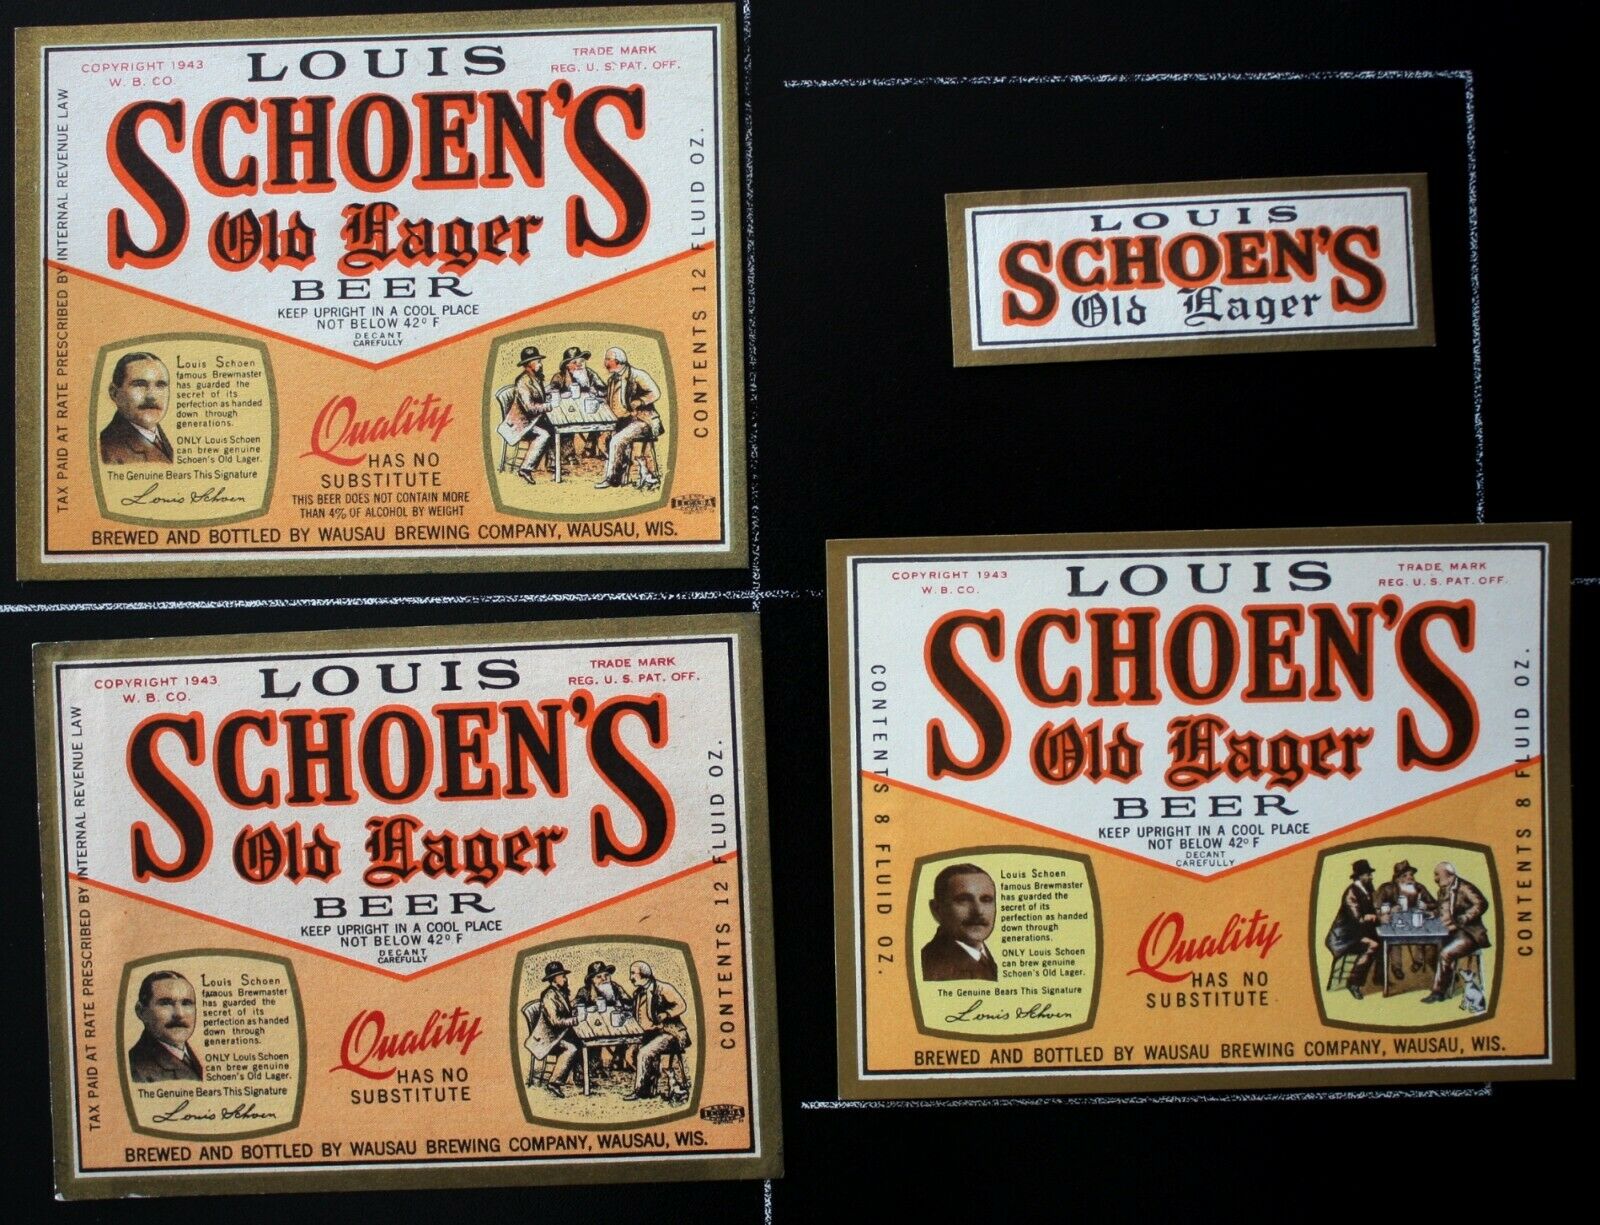 COPYRIGHT 1943
W. B. CO.
LOUIS
TRADE MARK
REG. U. S. PAT. OFF.
SCHOEN'S
Old Lager
BEER
KEEP UPRIGHT IN A COOL PLACE
NOT BELOW 42º F
DECANT
CAREFULLY
TAX PAID AT RATE PRESCRIBED BY INTERNAL REVENUE LAW
CONTENTS 12 FLUID OZ.
Louis Schoen
famous Brewmaster
has guarded the
secret of its
perfection as handed
down through
generations.
ONLY Louis Schoen
can brew genuine
Schoen's Old Lager.
The Genuine Bears This Signature
Louis Schoen
Quality
HAS NO
SUBSTITUTE
THIS BEER DOES NOT CONTAIN MORE
THAN 4% OF ALCOHOL BY WEIGHT
BREWED AND BOTTLED BY WAUSAU BREWING COMPANY, WAUSAU, WIS.
LOUIS
SCHOEN'S
Old Lager
COPYRIGHT 1943
W. B. CO.
LOUIS
TRADE MARK
REG. U. S. PAT. OFF.
SCHOEN'S
Old Lager
BEER
KEEP UPRIGHT IN A COOL PLACE
NOT BELOW 42º F
DECANT
CAREFULLY
TAX PAID AT RATE PRESCRIBED BY INTERNAL REVENUE LAW
CONTENTS 12 FLUID OZ.
Louis Schoen
famous Brewmaster
has guarded the
secret of its
perfection as handed
down through
generations.
ONLY Louis Schoen
can brew genuine
Schoen's Old Lager.
The Genuine Bears This Signature
Louis Schoen
Quality
HAS NO
SUBSTITUTE
BREWED AND BOTTLED BY WAUSAU BREWING COMPANY, WAUSAU, WIS.
COPYRIGHT 1943
W. B. CO.
LOUIS
TRADE MARK
REG. U. S. PAT. OFF.
SCHOEN'S
Old Lager
BEER
KEEP UPRIGHT IN A COOL PLACE
NOT BELOW 42º F
DECANT
CAREFULLY
CONTENTS 8 FLUID OZ.
CONTENTS 8 FLUID OZ.
Louis Schoen
famous Brewmaster
has guarded the
secret of its
perfection as handed
down through
generations.
ONLY Louis Schoen
can brew genuine
Schoen's Old Lager.
The Genuine Bears This Signature
Louis Schoen
Quality
HAS NO
SUBSTITUTE
BREWED AND BOTTLED BY WAUSAU BREWING COMPANY, WAUSAU, WIS.